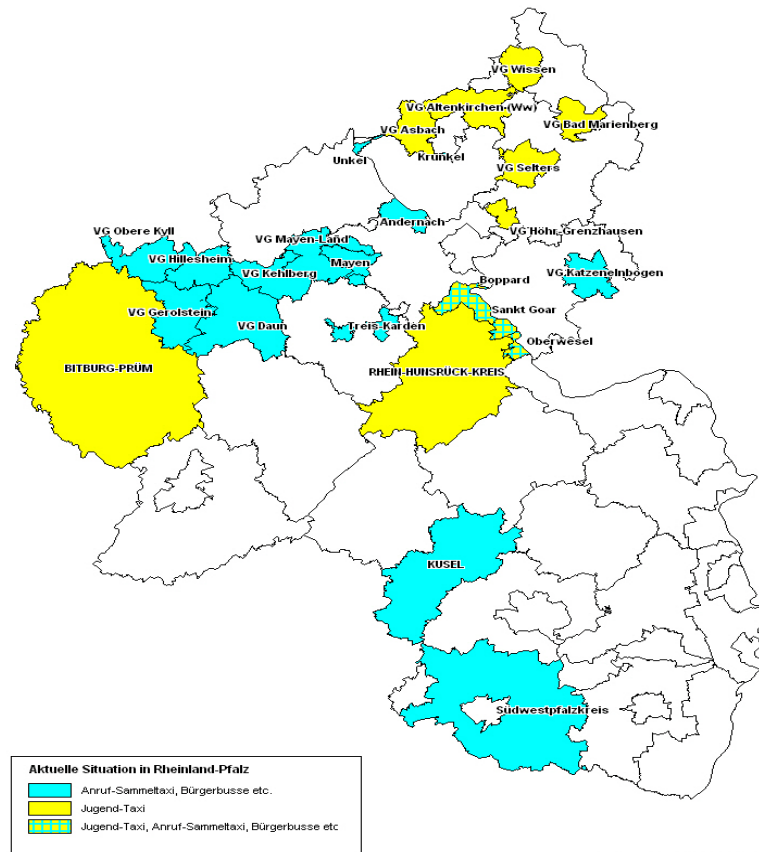 VG Wissen
VG Altenkirchen (Ww)
VG Asbach
VG Bad Marienberg
Krunkel
Unkel
VG Selters
Andernach
VG Obere Kyll
VG Mayen-Land
VG Höhr-Grenzhausen
VG Hillesheim
Mayen
VG Kehlberg
VG Katzenelnbogen
Boppard
VG Gerolstein
Sankt Goar
VG Daun
Treis-Karden
Oberwesel
BITBURG-PRÜM
RHEIN-HUNSRÜCK-KREIS
KUSEL
Südwestpfalzkreis
Aktuelle Situation in Rheinland-Pfalz
Anruf-Sammeltaxi, Bürgerbusse etc.
Jugend-Taxi
Jugend-Taxi, Anruf-Sammeltaxi, Bürgerbusse etc